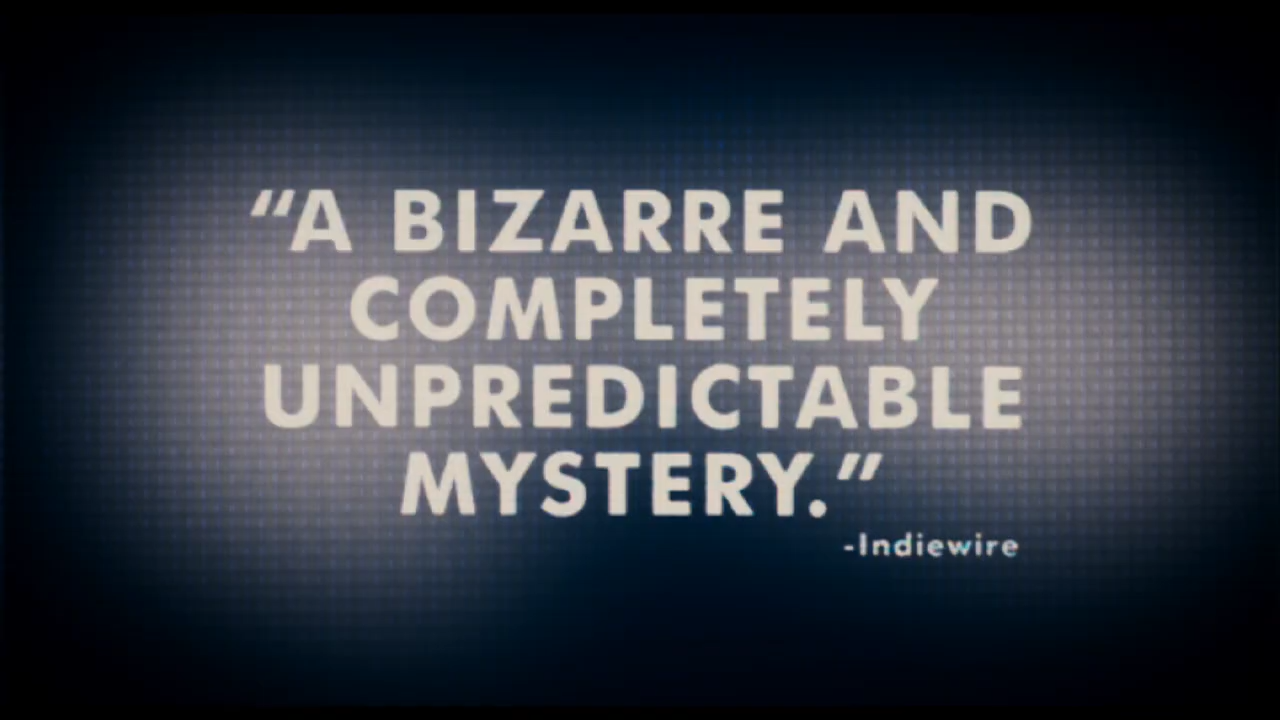 “A BIZARRE AND
COMPLETELY
UNPREDICTABLE
MYSTERY.”
-Indiewire